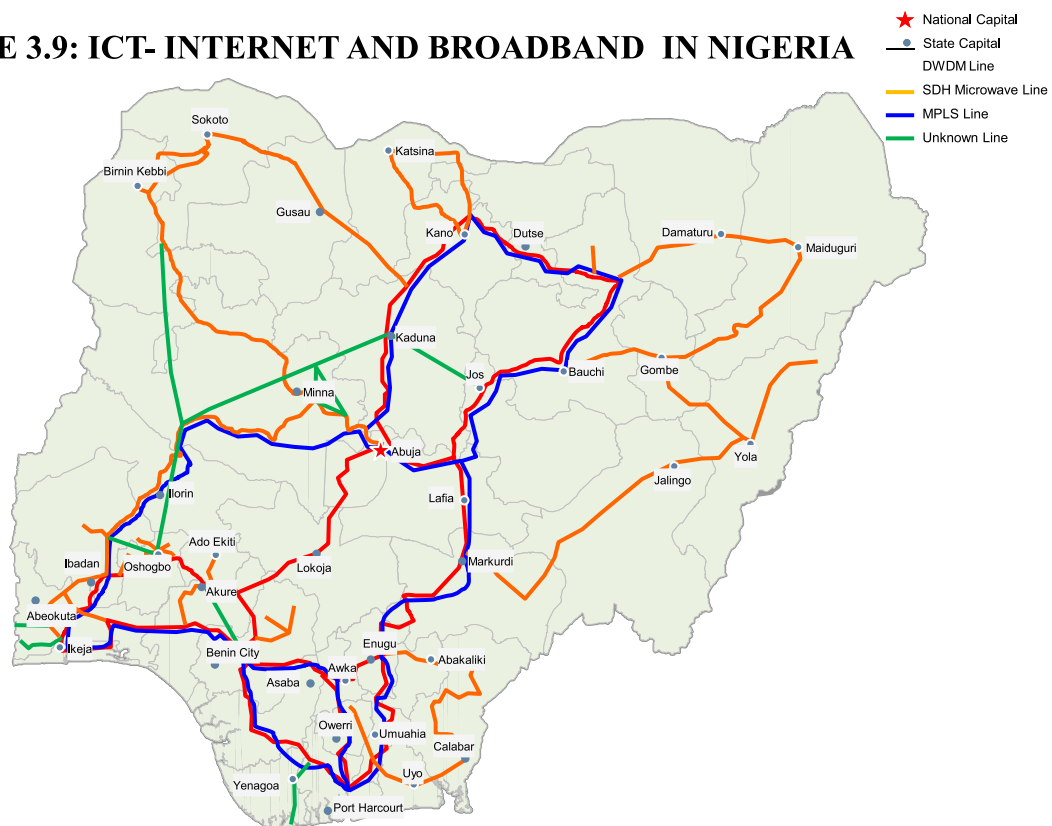 E 3.9: ICT- INTERNET AND BROADBAND IN NIGERIA
National Capital
State Capital
DWDM Line
SDH Microwave Line
MPLS Line
Unknown Line
Sokoto
Katsina
Birnin Kebbi
Gusau
Kano
Dutse
Damaturu
Maiduguri
Kaduna
Jos
Bauchi
Gombe
Minna
Abuja
Yola
Jalingo
Ilorin
Lafia
Ado Ekiti
Ibadan
Oshogbo
Lokoja
Markurdi
Akure
Abeokuta
Ikeja
Benin City
Enugu
Abakaliki
Awka
Asaba
Owerri
Umuahia
Calabar
Uyo
Yenagoa
Port Harcourt